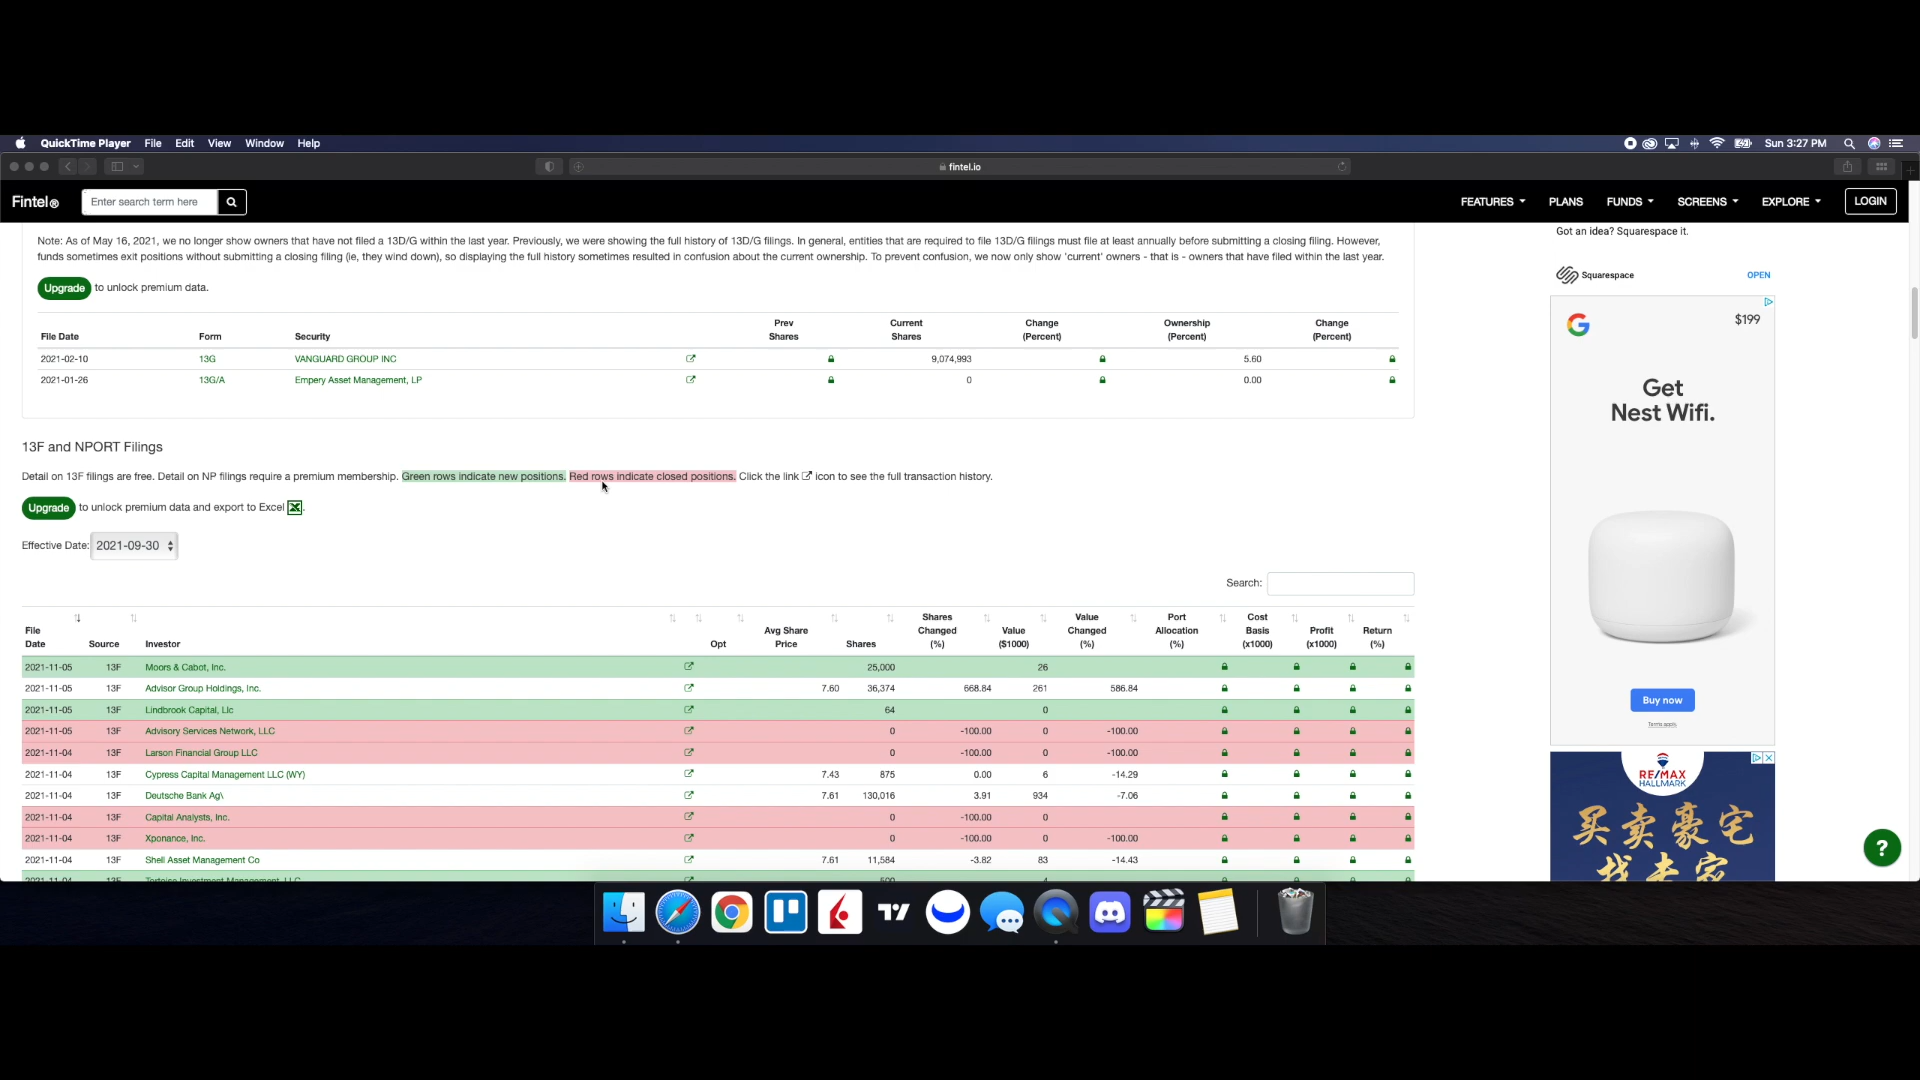 QuickTime Player File Edit View Window Help
Sun 3:27 PM
fintel.io
Fintel®
Enter search term here
FEATURES PLANS FUNDS SCREENS EXPLORE LOGIN
Note: As of May 16, 2021, we no longer show owners that have not filed a 13D/G within the last year. Previously, we were showing the full history of 13D/G filings. In general, entities that are required to file 13D/G filings must file at least annually before submitting a closing filing. However,
funds sometimes exit positions without submitting a closing filing (ie, they wind down), so displaying the full history sometimes resulted in confusion about the current ownership. To prevent confusion, we now only show 'current' owners - that is - owners that have filed within the last year.
Upgrade to unlock premium data.
File Date Form Security Prev Shares Current Shares Change (Percent) Ownership (Percent) Change (Percent)
2021-02-10 13G VANGUARD GROUP INC 9,074,993 5.60
2021-01-26 13G/A Empery Asset Management, LP 0 0.00
13F and NPORT Filings
Detail on 13F filings are free. Detail on NP filings require a premium membership. Green rows indicate new positions. Red rows indicate closed positions. Click the link icon to see the full transaction history.
Upgrade to unlock premium data and export to Excel .
Effective Date: 2021-09-30
Search:
File Date Source Investor Opt Avg Share Price Shares Shares Changed (%) Value ($1000) Value Changed (%) Port Allocation (%) Cost Basis (x1000) Profit (x1000) Return (%)
2021-11-05 13F Moors & Cabot, Inc. 25,000 26
2021-11-05 13F Advisor Group Holdings, Inc. 7.60 36,374 668.84 261 586.84
2021-11-05 13F Lindbrook Capital, Llc 64 0
2021-11-05 13F Advisory Services Network, LLC 0 -100.00 0 -100.00
2021-11-04 13F Larson Financial Group LLC 0 -100.00 0 -100.00
2021-11-04 13F Cypress Capital Management LLC (WY) 7.43 875 0.00 6 -14.29
2021-11-04 13F Deutsche Bank Ag\ 7.61 130,016 3.91 934 -7.06
2021-11-04 13F Capital Analysts, Inc. 0 -100.00 0
2021-11-04 13F Xponance, Inc. 0 -100.00 0 -100.00
2021-11-04 13F Shell Asset Management Co 7.61 11,584 -3.82 83 -14.43
2021-11-04 13F Tortoise Investment Management, LLC 500 4
Got an idea? Squarespace it.
Squarespace OPEN
G $199
Get
Nest Wifi.
Buy now
Terms apply.
RE/MAX
HALLMARK
买卖豪宅
?